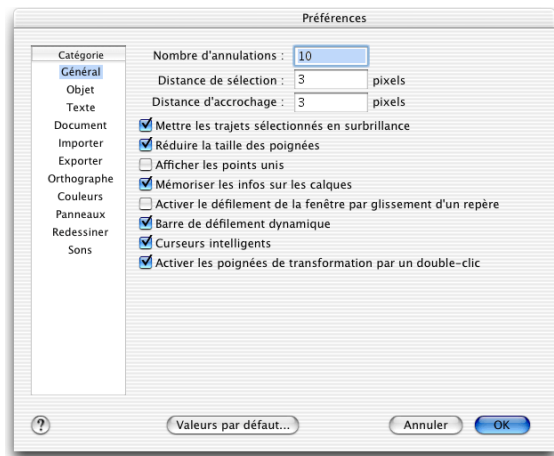 Préférences
Catégorie
Général
Objet
Texte
Document
Importer
Exporter
Orthographe
Couleurs
Panneaux
Redessiner
Sons
Nombre d'annulations : 10
Distance de sélection : 3 pixels
Distance d'accrochage : 3 pixels
Mettre les trajets sélectionnés en surbrillance
Réduire la taille des poignées
Afficher les points unis
Mémoriser les infos sur les calques
Activer le défilement de la fenêtre par glissement d'un repère
Barre de défilement dynamique
Curseurs intelligents
Activer les poignées de transformation par un double-clic
?
Valeurs par défaut...
Annuler
OK